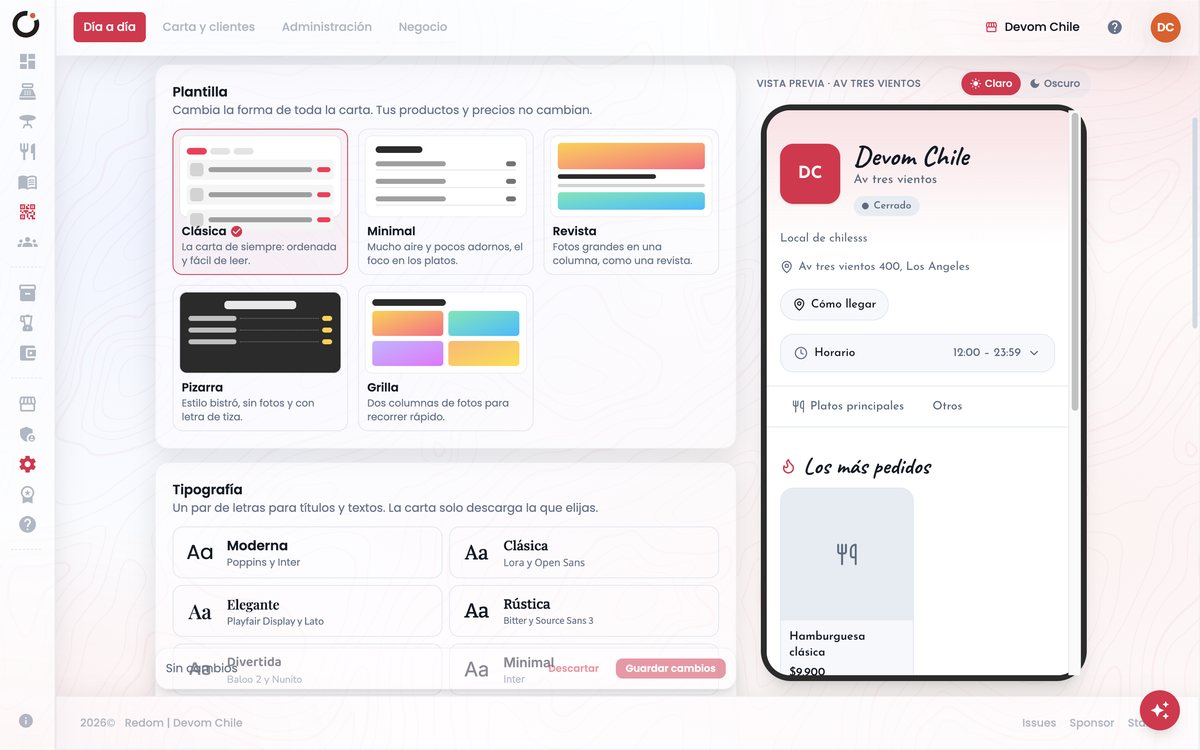 Día a día
Carta y clientes
Administración
Negocio
Devom Chile
DC
Plantilla
Cambia la forma de toda la carta. Tus productos y precios no cambian.
Clásica
La carta de siempre: ordenada
y fácil de leer.
Minimal
Mucho aire y pocos adornos, el
foco en los platos.
Revista
Fotos grandes en una
columna, como una revista.
Pizarra
Estilo bistró, sin fotos y con
letra de tiza.
Grilla
Dos columnas de fotos para
recorrer rápido.
Tipografía
Un par de letras para títulos y textos. La carta solo descarga la que elijas.
Aa
Moderna
Poppins y Inter
Aa
Clásica
Lora y Open Sans
Aa
Elegante
Playfair Display y Lato
Aa
Rústica
Bitter y Source Sans 3
Aa
Divertida
Baloo 2 y Nunito
Aa
Minimal
Inter
Sin cambios
Descartar
Guardar cambios
VISTA PREVIA · AV TRES VIENTOS
Claro
Oscuro
DC
Devom Chile
Av tres vientos
Cerrado
Local de chilesss
Av tres vientos 400, Los Angeles
Cómo llegar
Horario
12:00 – 23:59
Platos principales
Otros
Los más pedidos
Hamburguesa
clásica
$9.900
2026© Redom | Devom Chile
Issues
Sponsor